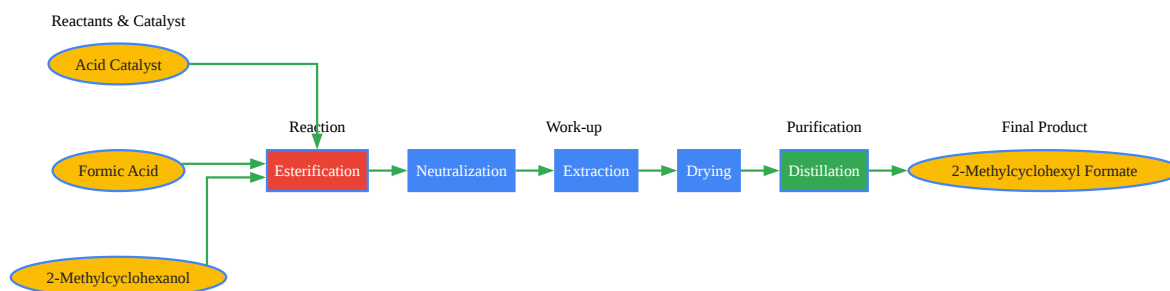 Reactants & Catalyst
Acid Catalyst
Reaction
Work-up
Purification
Final Product
Formic Acid
Esterification
Neutralization
Extraction
Drying
Distillation
2-Methylcyclohexyl Formate
2-Methylcyclohexanol